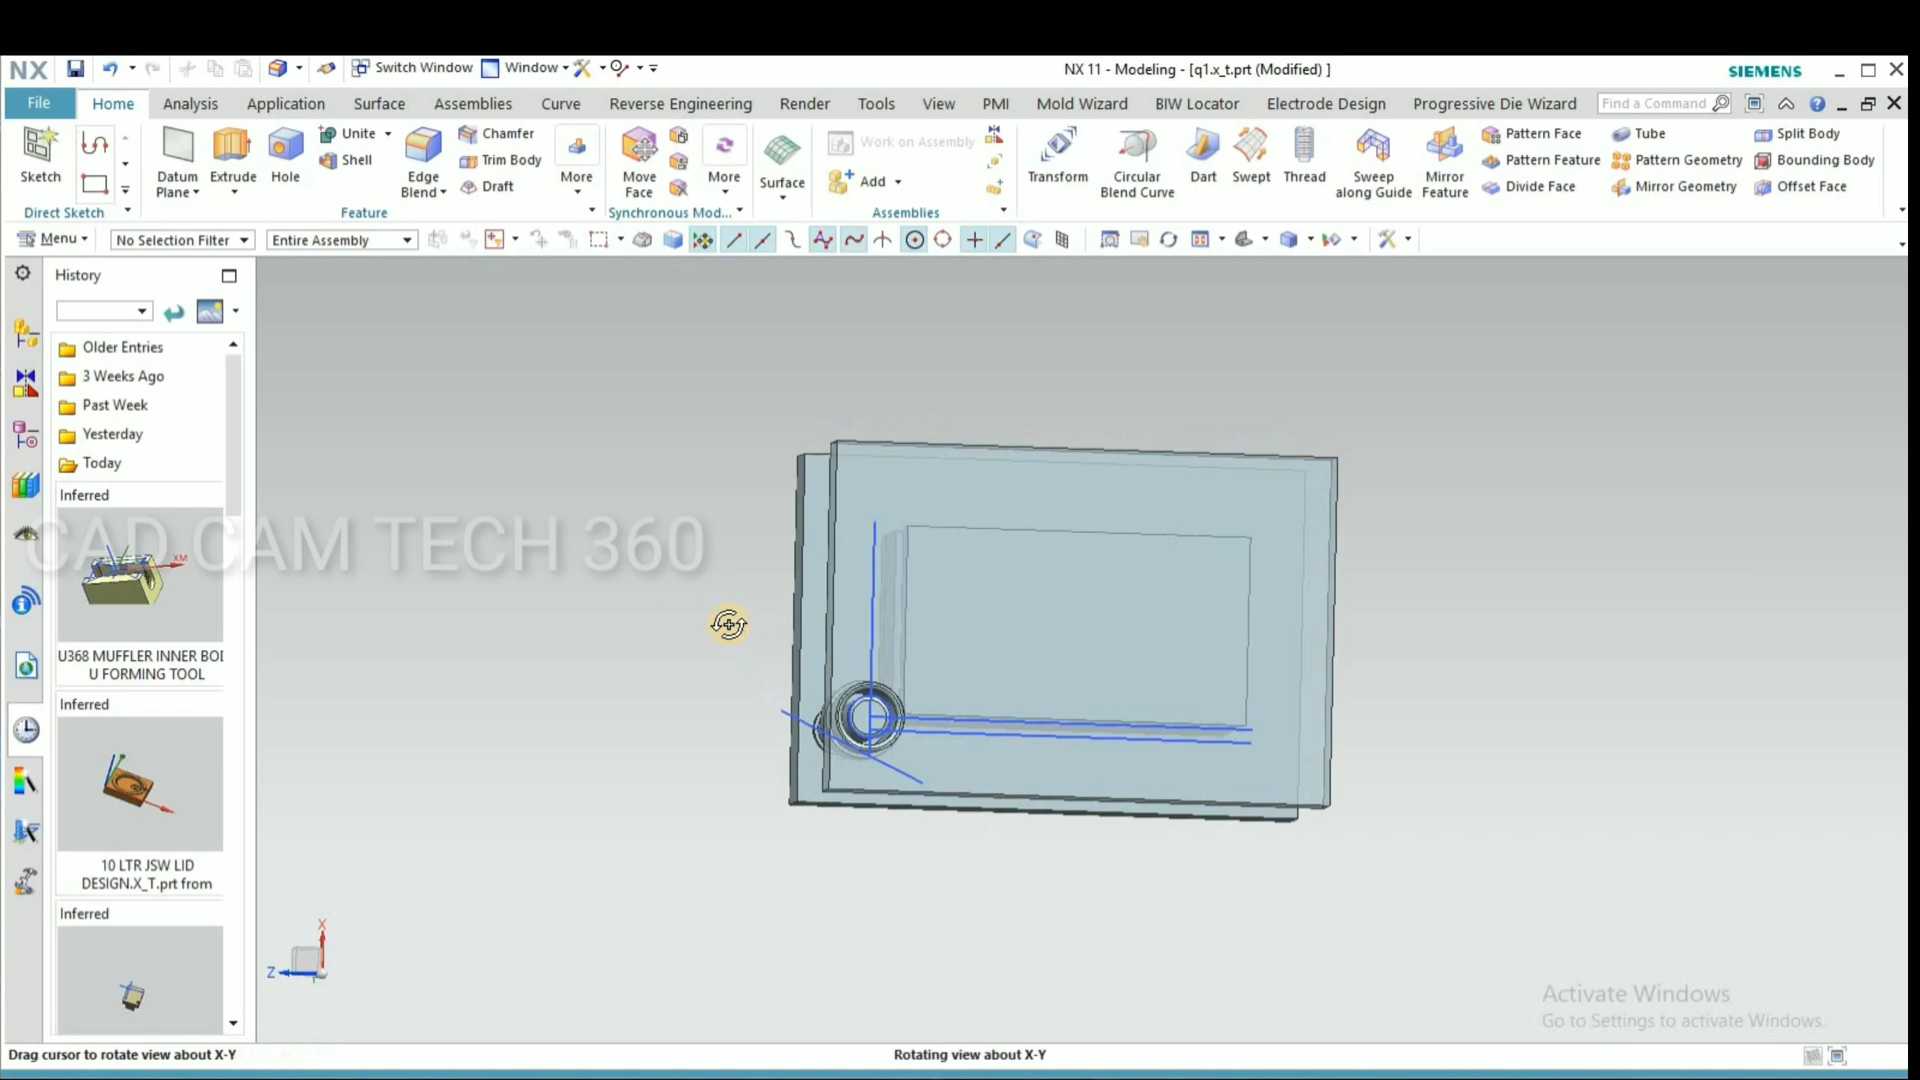 NX
Switch Window
Window
NX 11 - Modeling - [q1.x_t.prt (Modified) ]
SIEMENS
File
Home
Analysis
Application
Surface
Assemblies
Curve
Reverse Engineering
Render
Tools
View
PMI
Mold Wizard
BIW Locator
Electrode Design
Progressive Die Wizard
Find a Command
Sketch
Direct Sketch
Datum
Plane
Extrude
Hole
Unite
Shell
Edge
Blend
Chamfer
Trim Body
Draft
More
Feature
Move
Face
More
Synchronous Mod...
Surface
Work on Assembly
Add
Assemblies
Transform
Circular
Blend Curve
Dart
Swept
Thread
Sweep
along Guide
Mirror
Feature
Pattern Face
Pattern Feature
Divide Face
Tube
Pattern Geometry
Mirror Geometry
Split Body
Bounding Body
Offset Face
Menu
No Selection Filter
Entire Assembly
History
Older Entries
3 Weeks Ago
Past Week
Yesterday
Today
Inferred
XM
U368 MUFFLER INNER BOD
U FORMING TOOL
Inferred
10 LTR JSW LID
DESIGN.X_T.prt from
Inferred
CAD CAM TECH 360
X
Z
Activate Windows
Go to Settings to activate Windows.
Drag cursor to rotate view about X-Y
Rotating view about X-Y